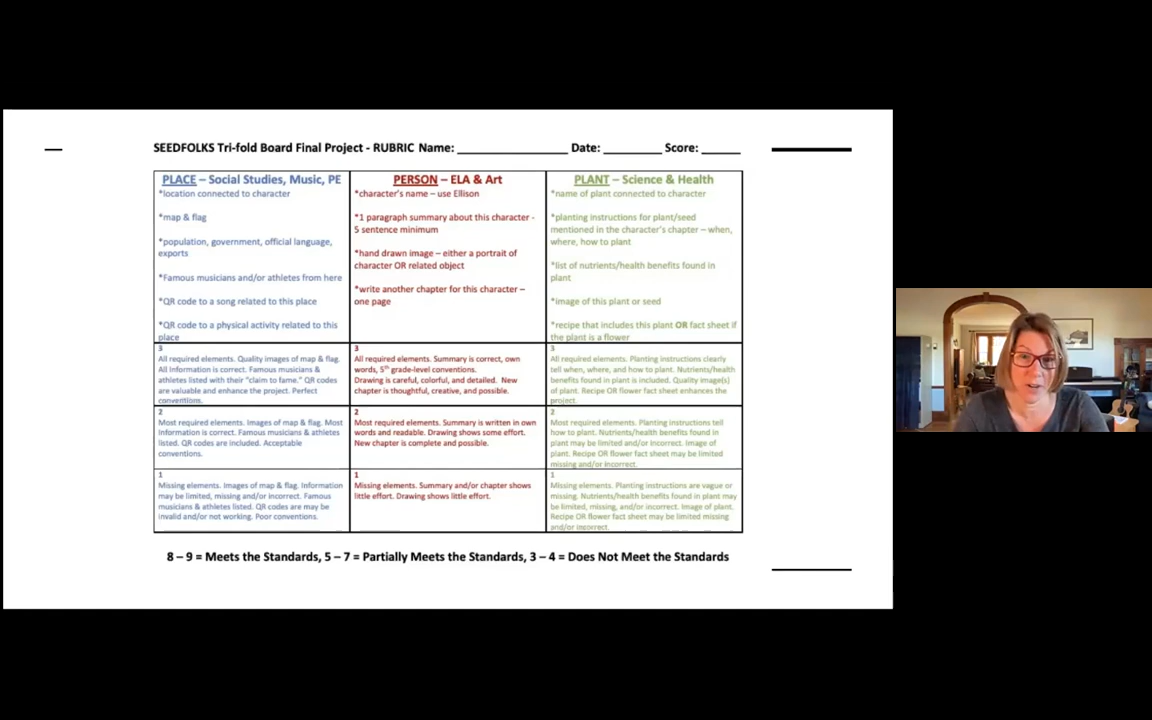 SEEDFOLKS Tri-fold Board Final Project - RUBRIC Name: __________________ Date: _________ Score: ______
PLACE – Social Studies, Music, PE
*location connected to character
*map & flag
*population, government, official language,
exports
*Famous musicians and/or athletes from here
*QR code to a song related to this place
*QR code to a physical activity related to this
place
PERSON – ELA & Art
*character's name – use Ellison
*1 paragraph summary about this character -
5 sentence minimum
*hand drawn image – either a portrait of
character OR related object
*write another chapter for this character –
one page
PLANT – Science & Health
*name of plant connected to character
*planting instructions for plant/seed
mentioned in the character's chapter – when,
where, how to plant
*list of nutrients/health benefits found in
plant
*image of this plant or seed
*recipe that includes this plant OR fact sheet if
the plant is a flower
3
All required elements. Quality images of map & flag.
All Information is correct. Famous musicians &
athletes listed with their "claim to fame." QR codes
are valuable and enhance the project. Perfect
conventions.
3
All required elements. Summary is correct, own
words, 5th grade-level conventions.
Drawing is careful, colorful, and detailed. New
chapter is thoughtful, creative, and possible.
3
All required elements. Planting instructions clearly
tell when, where, and how to plant. Nutrients/health
benefits found in plant is included. Quality image(s)
of plant. Recipe OR flower fact sheet enhances the
project.
2
Most required elements. Images of map & flag. Most
Information is correct. Famous musicians & athletes
listed. QR codes are included. Acceptable
conventions.
2
Most required elements. Summary is written in own
words and readable. Drawing shows some effort.
New chapter is complete and possible.
2
Most required elements. Planting instructions tell
how to plant. Nutrients/health benefits found in
plant may be limited and/or incorrect. Image of
plant. Recipe OR flower fact sheet may be limited
missing and/or incorrect.
1
Missing elements. Images of map & flag. Information
may be limited, missing and/or incorrect. Famous
musicians & athletes listed. QR codes are may be
invalid and/or not working. Poor conventions.
1
Missing elements. Summary and/or chapter shows
little effort. Drawing shows little effort.
1
Missing elements. Planting instructions are vague or
missing. Nutrients/health benefits found in plant may
be limited, missing, and/or incorrect. Image of plant.
Recipe OR flower fact sheet may be limited missing
and/or incorrect.
8 – 9 = Meets the Standards, 5 – 7 = Partially Meets the Standards, 3 – 4 = Does Not Meet the Standards